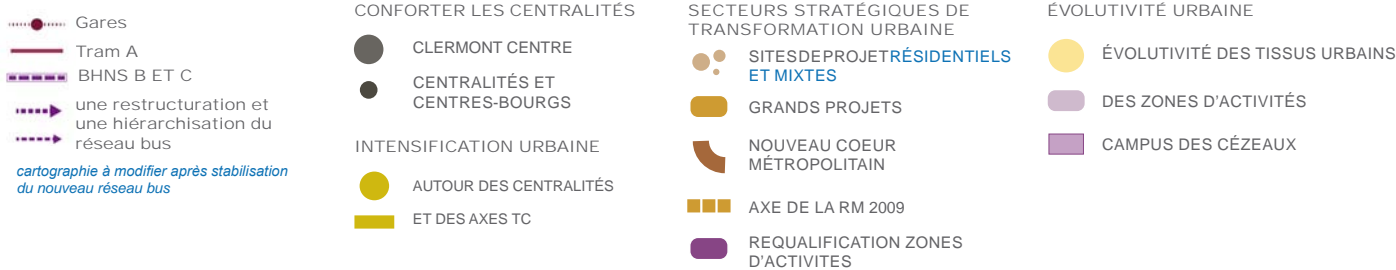 Gares
Tram A
BHNS B ET C
une restructuration et
une hiérarchisation du
réseau bus
cartographie à modifier après stabilisation
du nouveau réseau bus
CONFORTER LES CENTRALITÉS
CLERMONT CENTRE
CENTRALITÉS ET
CENTRES-BOURGS
INTENSIFICATION URBAINE
AUTOUR DES CENTRALITÉS
ET DES AXES TC
SECTEURS STRATÉGIQUES DE
TRANSFORMATION URBAINE
SITESDEPROJETRÉSIDENTIELS
ET MIXTES
GRANDS PROJETS
NOUVEAU COEUR
MÉTROPOLITAIN
AXE DE LA RM 2009
REQUALIFICATION ZONES
D'ACTIVITES
ÉVOLUTIVITÉ URBAINE
ÉVOLUTIVITÉ DES TISSUS URBAINS
DES ZONES D'ACTIVITÉS
CAMPUS DES CÉZEAUX